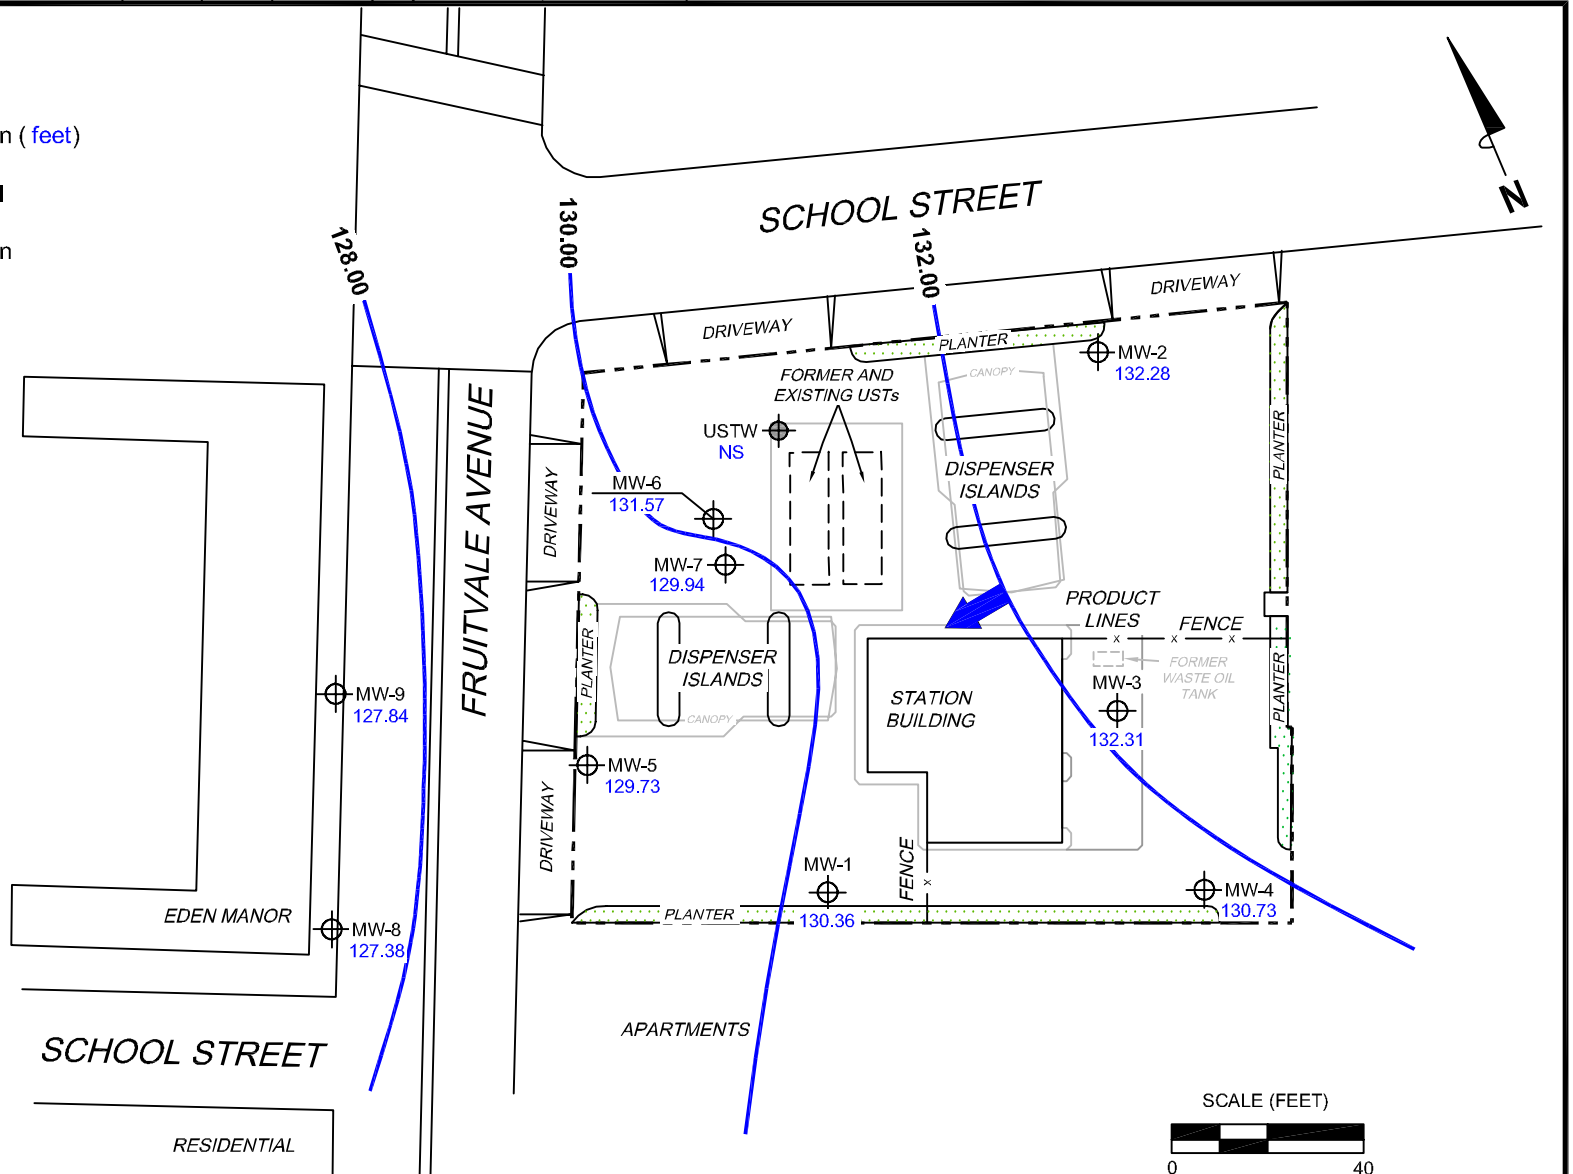 n ( feet)
l
n
N
SCHOOL STREET
128.00
130.00
132.00
DRIVEWAY
DRIVEWAY
PLANTER
MW-2
132.28
FORMER AND
EXISTING USTs
CANOPY
USTW
NS
FRUITVALE AVENUE
PLANTER
DISPENSER
ISLANDS
MW-6
131.57
DRIVEWAY
MW-7
129.94
PRODUCT
LINES
FENCE
x x x
PLANTER
DISPENSER
ISLANDS
CANOPY
FORMER
WASTE OIL
TANK
STATION
BUILDING
MW-3
132.31
PLANTER
MW-9
127.84
MW-5
129.73
DRIVEWAY
FENCE
x
MW-1
130.36
MW-4
130.73
PLANTER
EDEN MANOR
MW-8
127.38
APARTMENTS
SCHOOL STREET
RESIDENTIAL
SCALE (FEET)
0 40